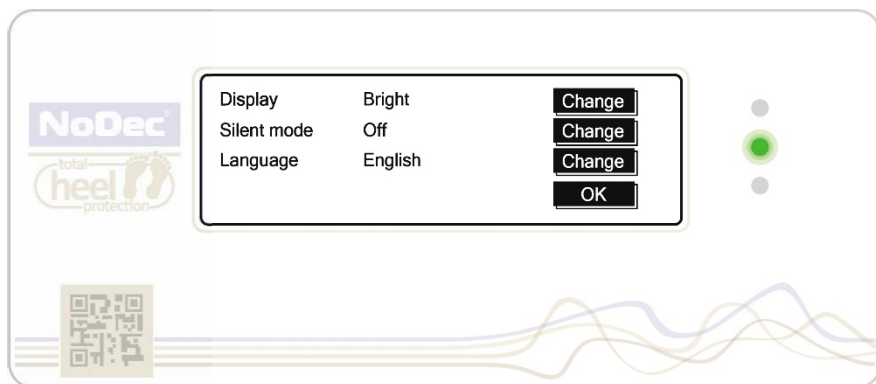 NoDec®
total
heel
protection
Display Bright Change
Silent mode Off Change
Language English Change
OK